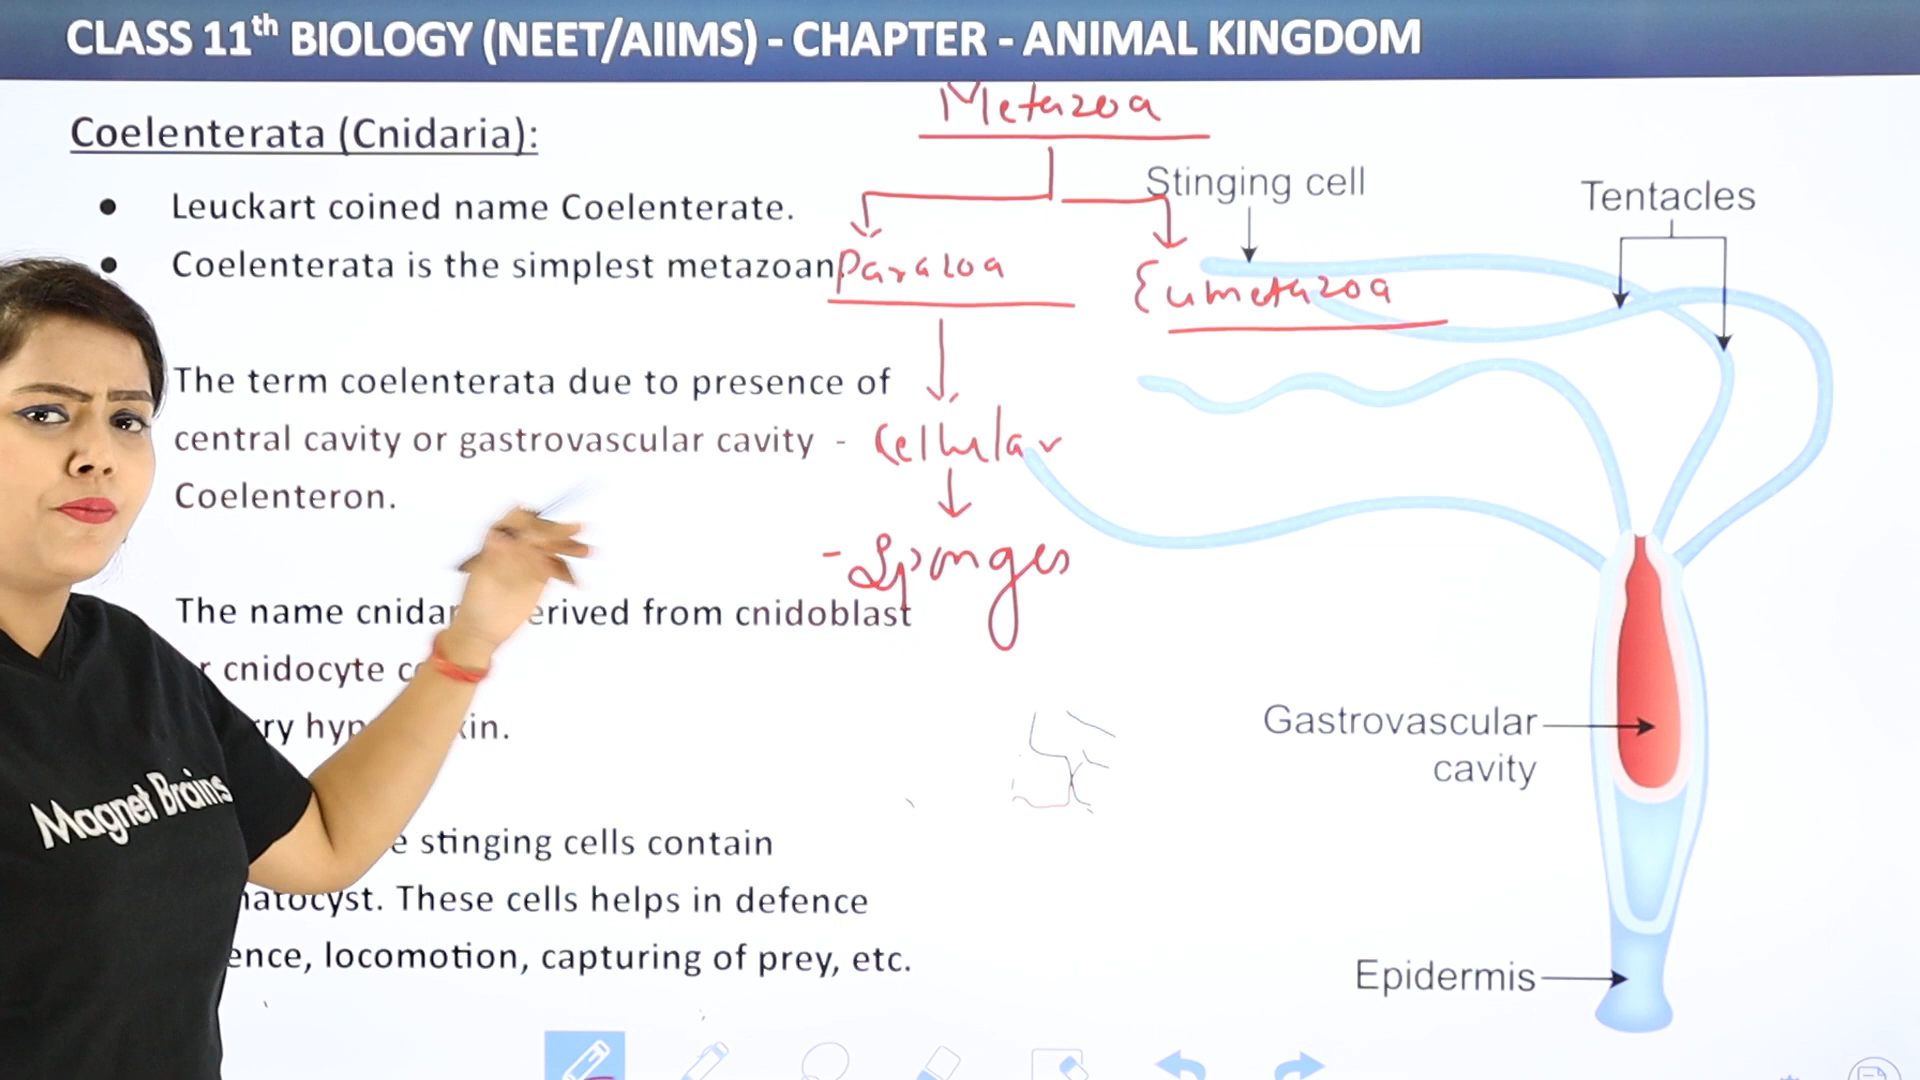 CLASS 11th BIOLOGY (NEET/AIIMS) - CHAPTER - ANIMAL KINGDOM
Metazoa
Coelenterata (Cnidaria):
Stinging cell
Tentacles
• Leuckart coined name Coelenterate.
• Coelenterata is the simplest metazoan
Parazoa
Eumetazoa
The term coelenterata due to presence of
central cavity or gastrovascular cavity -
Coelenteron.
Cellular
- Sponges
The name cnidar erived from cnidoblast
r cnidocyte c
rry hyp xin.
Gastrovascular
cavity
e stinging cells contain
natocyst. These cells helps in defence
ence, locomotion, capturing of prey, etc.
Epidermis
Magnet Brains